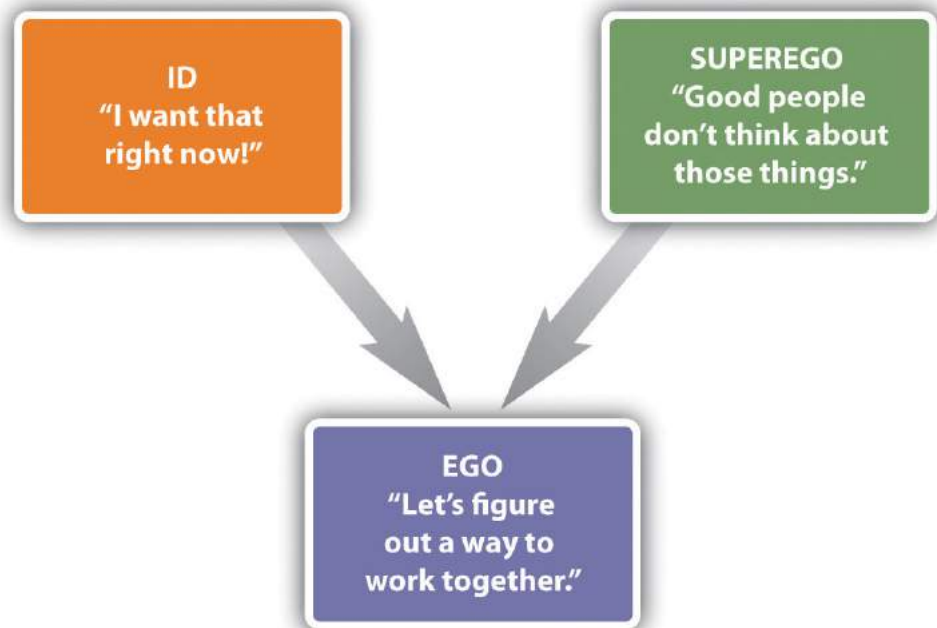 ID
“I want that
right now!”
SUPEREGO
“Good people
don’t think about
those things.”
EGO
“Let’s figure
out a way to
work together.”